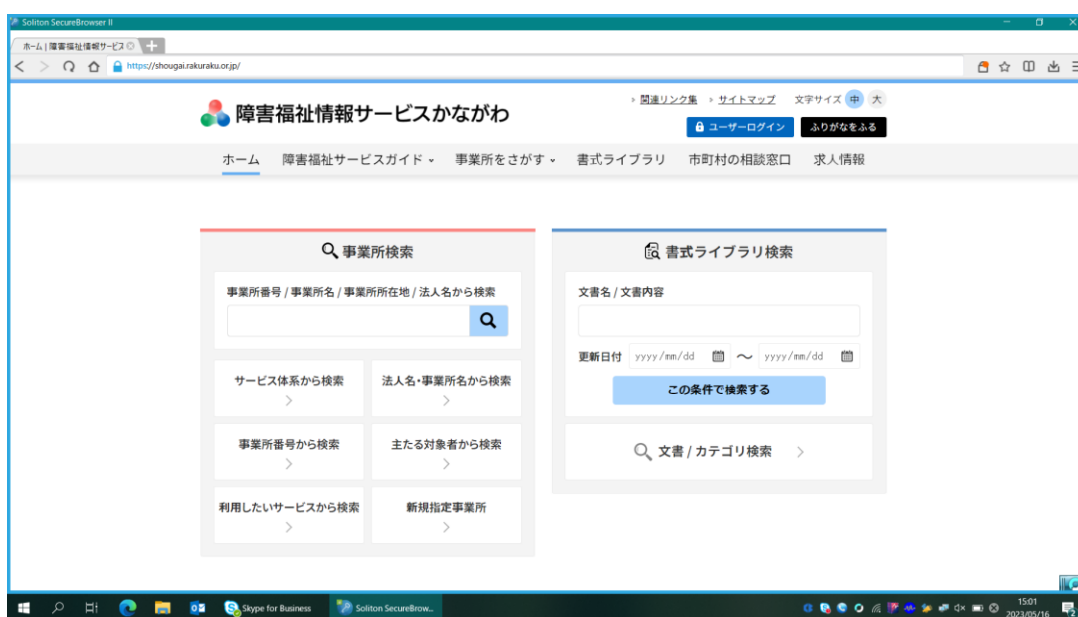 Soliton SecureBrowser II
ホーム | 障害福祉情報サービス
https://shougai.rakuraku.or.jp/
障害福祉情報サービスかながわ
関連リンク集 サイトマップ 文字サイズ 中 大
ユーザーログイン ふりがなをふる
ホーム 障害福祉サービスガイド 事業所をさがす 書式ライブラリ 市町村の相談窓口 求人情報
事業所検索
事業所番号 / 事業所名 / 事業所所在地 / 法人名から検索
サービス体系から検索 法人名・事業所名から検索
事業所番号から検索 主たる対象者から検索
利用したいサービスから検索 新規指定事業所
書式ライブラリ検索
文書名 / 文書内容
更新日付 yyyy/mm/dd ～ yyyy/mm/dd
この条件で検索する
文書 / カテゴリ検索
Skype for Business Soliton SecureBrow...
15:01
2023/05/16